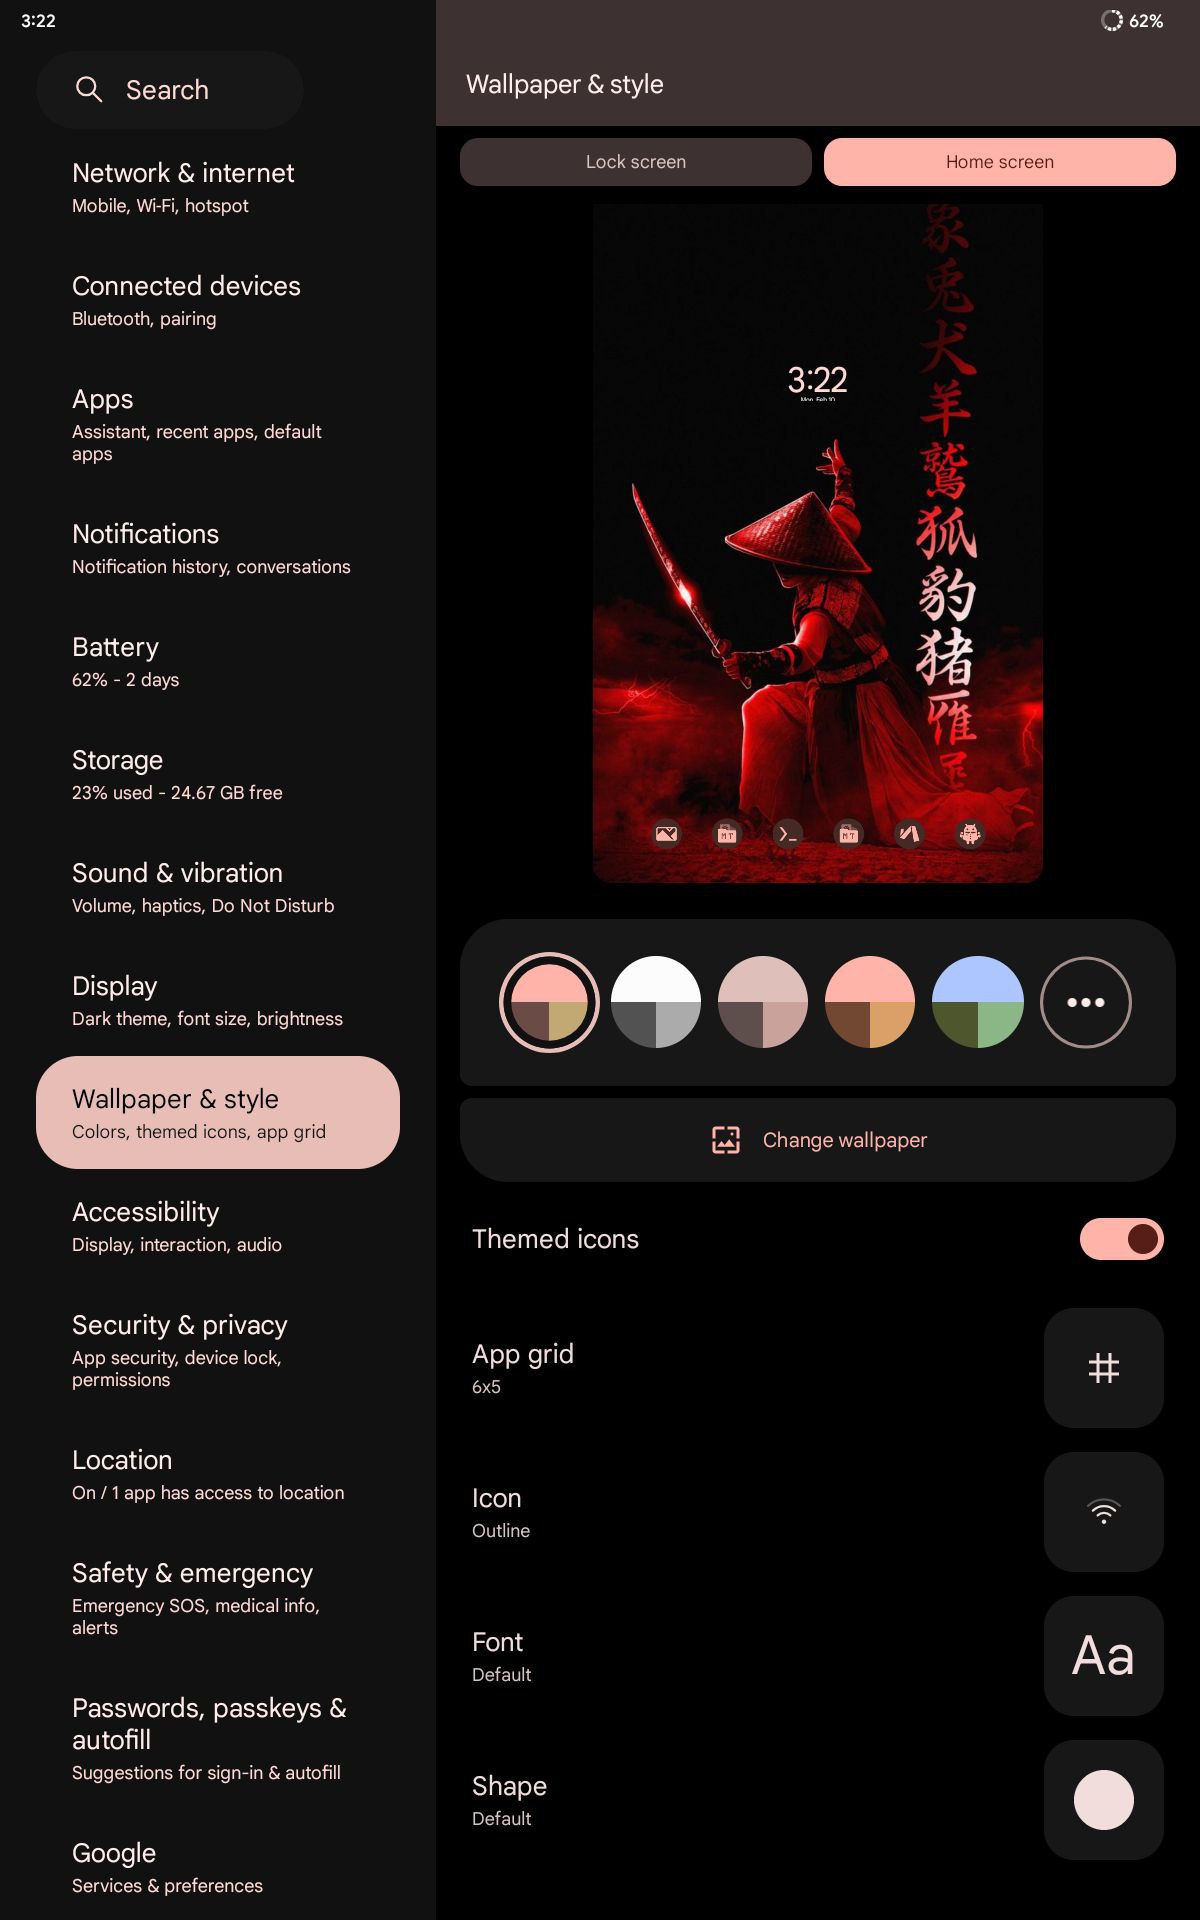 3:22
62%
Search
Network & internet
Mobile, Wi-Fi, hotspot
Connected devices
Bluetooth, pairing
Apps
Assistant, recent apps, default
apps
Notifications
Notification history, conversations
Battery
62% - 2 days
Storage
23% used - 24.67 GB free
Sound & vibration
Volume, haptics, Do Not Disturb
Display
Dark theme, font size, brightness
Wallpaper & style
Colors, themed icons, app grid
Accessibility
Display, interaction, audio
Security & privacy
App security, device lock,
permissions
Location
On / 1 app has access to location
Safety & emergency
Emergency SOS, medical info,
alerts
Passwords, passkeys &
autofill
Suggestions for sign-in & autofill
Google
Services & preferences
Wallpaper & style
Lock screen
Home screen
3:22
Mon, Feb 10
象兎犬羊鷲狐豹猪雁
MT
MT
Change wallpaper
Themed icons
App grid
6x5
Icon
Outline
Font
Default
Aa
Shape
Default